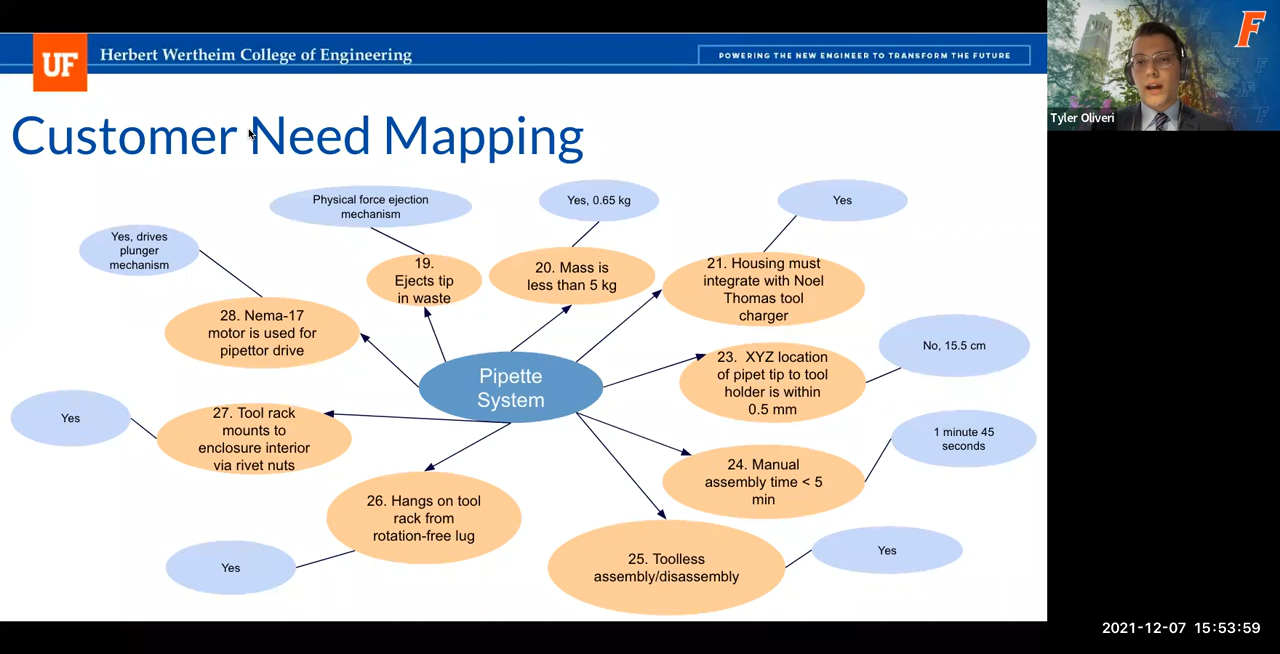 UF
Herbert Wertheim College of Engineering
POWERING THE NEW ENGINEER TO TRANSFORM THE FUTURE
F
Tyler Oliveri
Customer Need Mapping
Physical force ejection
mechanism
Yes, 0.65 kg
Yes
Yes, drives
plunger
mechanism
19.
Ejects tip
in waste
20. Mass is
less than 5 kg
21. Housing must
integrate with Noel
Thomas tool
charger
28. Nema-17
motor is used for
pipettor drive
Pipette
System
23. XYZ location
of pipet tip to tool
holder is within
0.5 mm
No, 15.5 cm
Yes
27. Tool rack
mounts to
enclosure interior
via rivet nuts
24. Manual
assembly time < 5
min
1 minute 45
seconds
26. Hangs on tool
rack from
rotation-free lug
Yes
25. Toolless
assembly/disassembly
Yes
2021-12-07 15:53:59